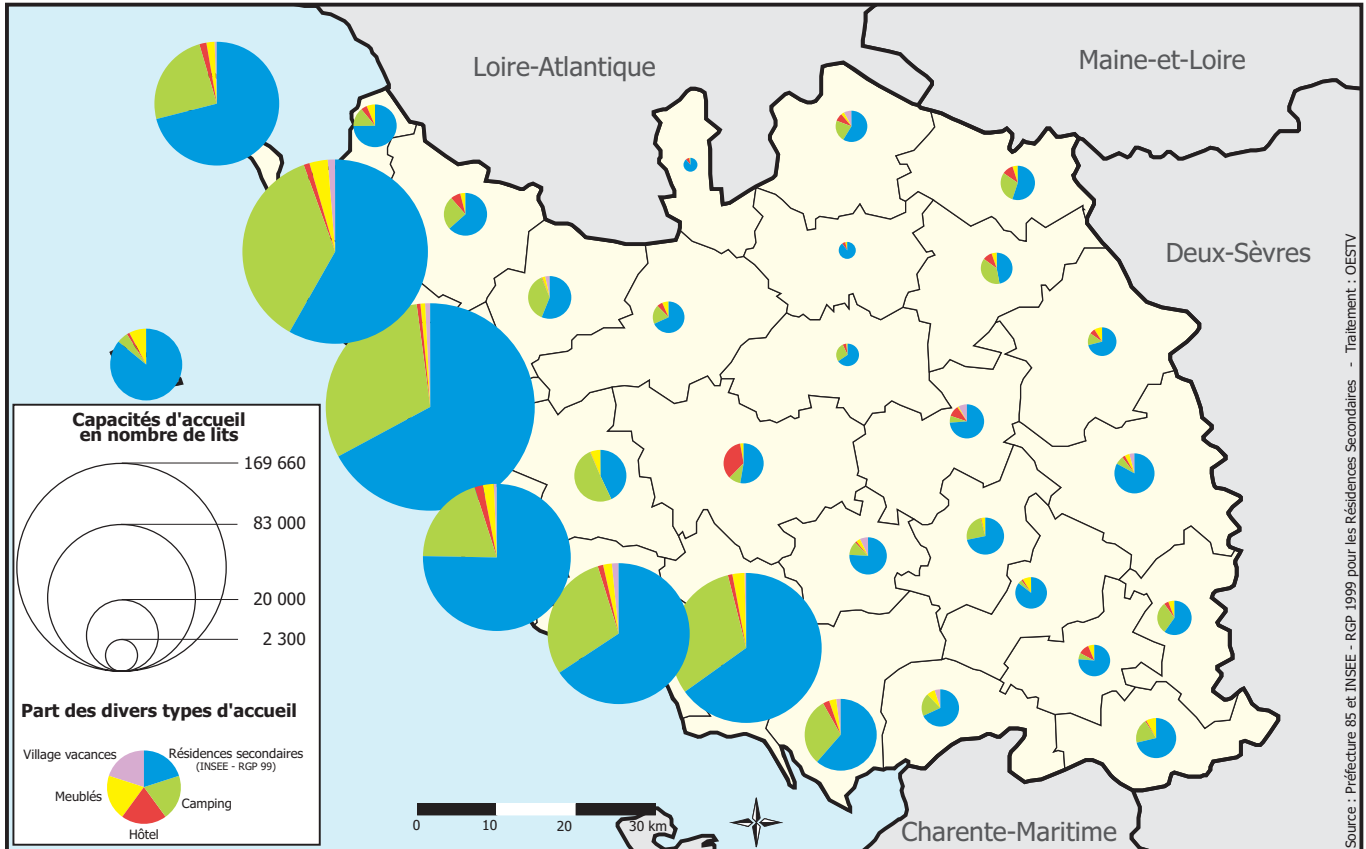 Loire-Atlantique
Maine-et-Loire
Deux-Sèvres
Charente-Maritime
Capacités d'accueil
en nombre de lits
169 660
83 000
20 000
2 300
Part des divers types d'accueil
Village vacances
Résidences secondaires
(INSEE - RGP 99)
Meublés
Camping
Hôtel
0 10 20 30 km
Source : Préfecture 85 et INSEE - RGP 1999 pour les Résidences Secondaires - Traitement : OESTV